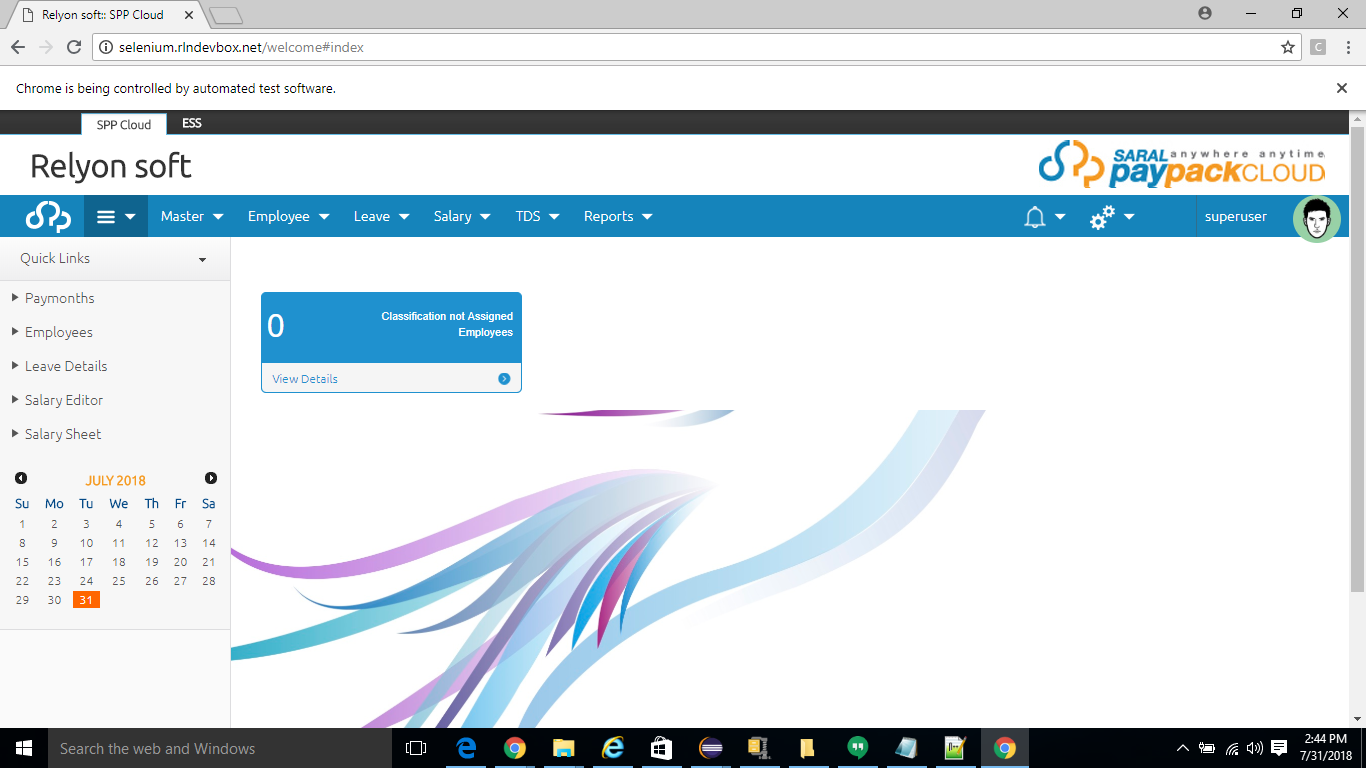 Relyon soft:: SPP Cloud
selenium.rlndevbox.net/welcome#index
C
Chrome is being controlled by automated test software.
SPP Cloud ESS
Relyon soft
SARAL anywhere anytime
paypackCLOUD
Master Employee Leave Salary TDS Reports superuser
Quick Links
Paymonths
Employees
Leave Details
Salary Editor
Salary Sheet
0
Classification not Assigned
Employees
View Details
JULY 2018
Su Mo Tu We Th Fr Sa
1 2 3 4 5 6 7
8 9 10 11 12 13 14
15 16 17 18 19 20 21
22 23 24 25 26 27 28
29 30 31
Search the web and Windows
2:44 PM
7/31/2018